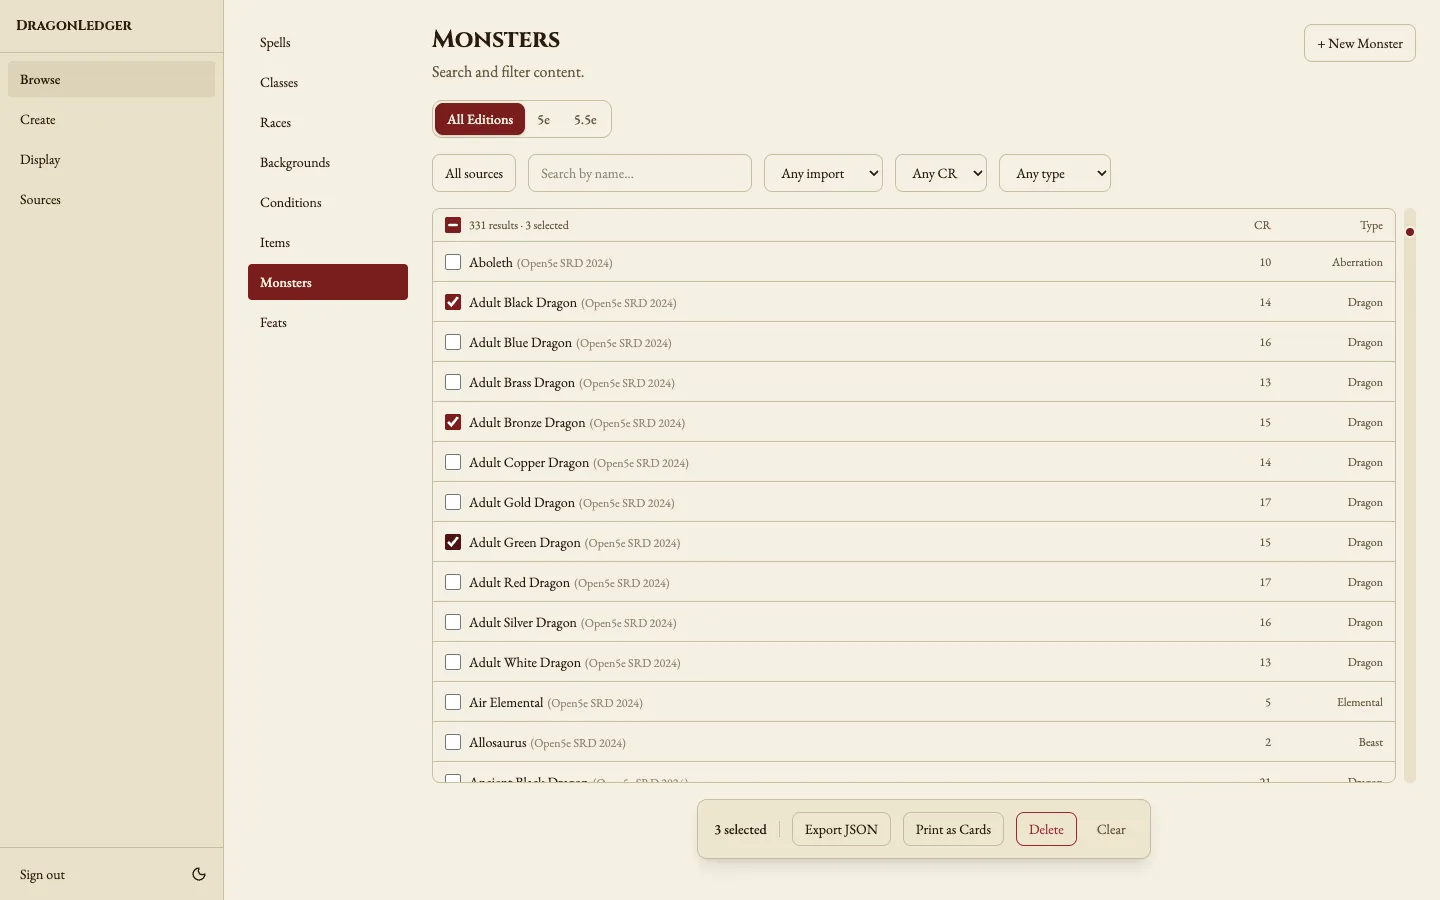 DragonLedger
Browse
Create
Display
Sources
Sign out
Spells
Classes
Races
Backgrounds
Conditions
Items
Monsters
Feats
Monsters
Search and filter content.
+ New Monster
All Editions 5e 5.5e
All sources Search by name... Any import Any CR Any type
331 results · 3 selected CR Type
Aboleth (Open5e SRD 2024) 10 Aberration
Adult Black Dragon (Open5e SRD 2024) 14 Dragon
Adult Blue Dragon (Open5e SRD 2024) 16 Dragon
Adult Brass Dragon (Open5e SRD 2024) 13 Dragon
Adult Bronze Dragon (Open5e SRD 2024) 15 Dragon
Adult Copper Dragon (Open5e SRD 2024) 14 Dragon
Adult Gold Dragon (Open5e SRD 2024) 17 Dragon
Adult Green Dragon (Open5e SRD 2024) 15 Dragon
Adult Red Dragon (Open5e SRD 2024) 17 Dragon
Adult Silver Dragon (Open5e SRD 2024) 16 Dragon
Adult White Dragon (Open5e SRD 2024) 13 Dragon
Air Elemental (Open5e SRD 2024) 5 Elemental
Allosaurus (Open5e SRD 2024) 2 Beast
Ancient Black Dragon (Open5e SRD 2024) 21 Dragon
3 selected Export JSON Print as Cards Delete Clear